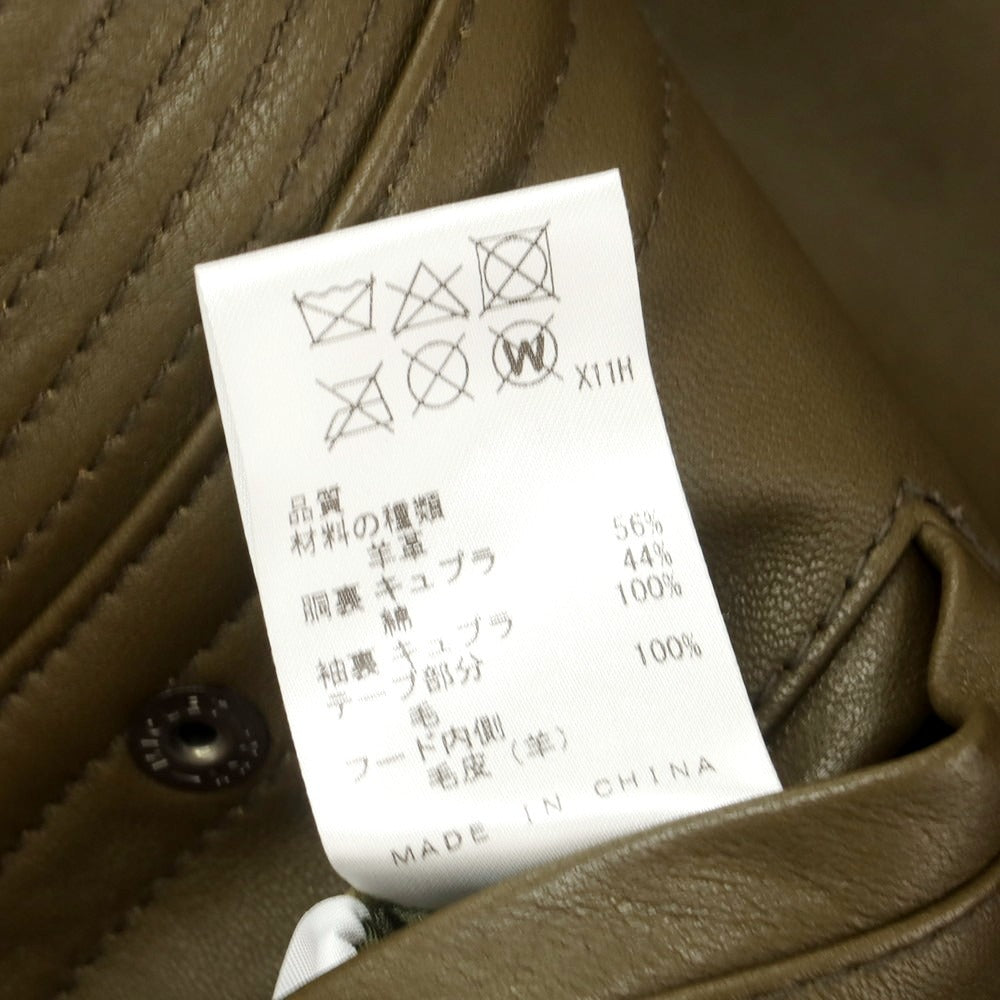 W
X11H
品質
材料の種類
羊革
胴裏 キュプラ 56%
綿 44%
袖裏 キュプラ 100%
テープ部分
毛 100%
フード内側
毛皮（羊）
MADE IN CHINA